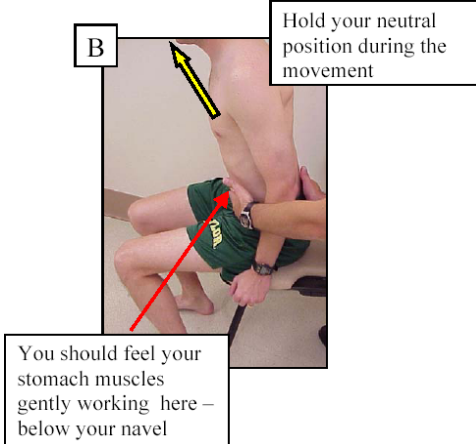 B
Hold your neutral
position during the
movement
YLOR.
You should feel your
stomach muscles
gently working here –
below your navel